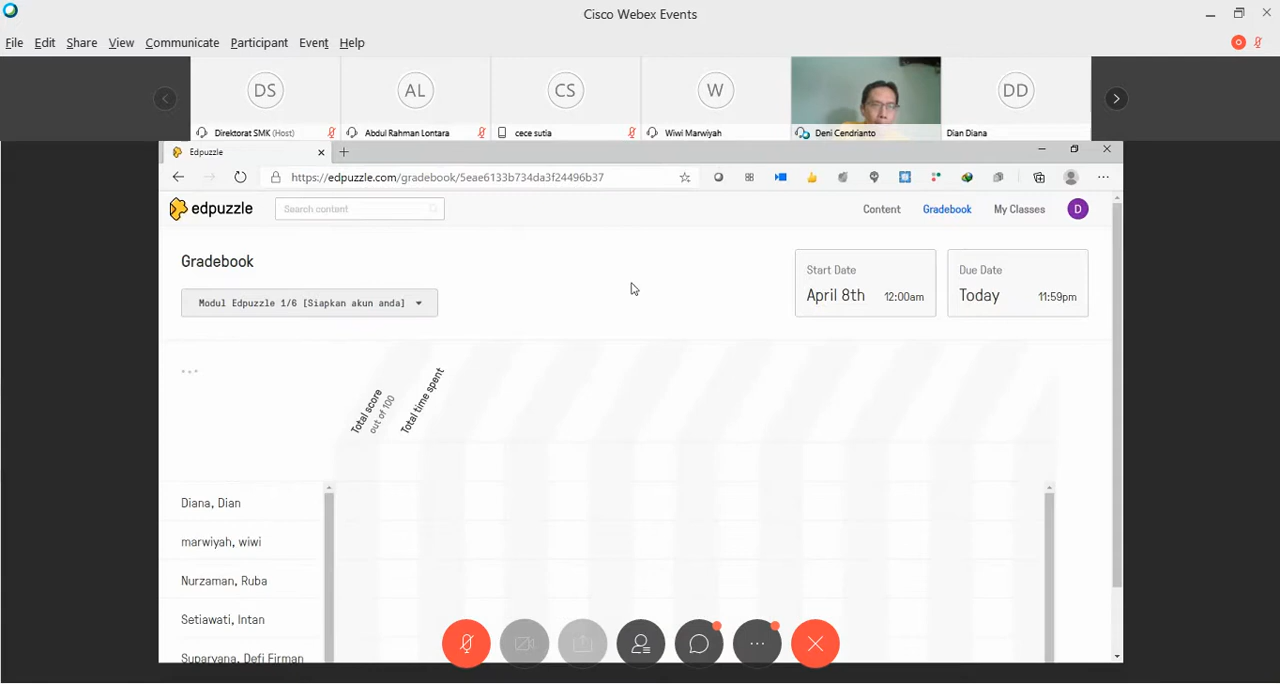 Cisco Webex Events
File Edit Share View Communicate Participant Event Help
DS AL CS W DD
Direktorat SMK (Host) Abdul Rahman Lontara cece sutia Wiwi Marwiyah Deni Cendrianto Dian Diana
Edpuzzle
https://edpuzzle.com/gradebook/5eae6133b734da3f24496b37
edpuzzle Search content Content Gradebook My Classes D
Gradebook
Start Date Due Date
April 8th 12:00am Today 11:59pm
Modul Edpuzzle 1/6 [Siapkan akun anda]
Total score
out of 100
Total time spent
Diana, Dian
marwiyah, wiwi
Nurzaman, Ruba
Setiawati, Intan
Suparyana, Defi Firman